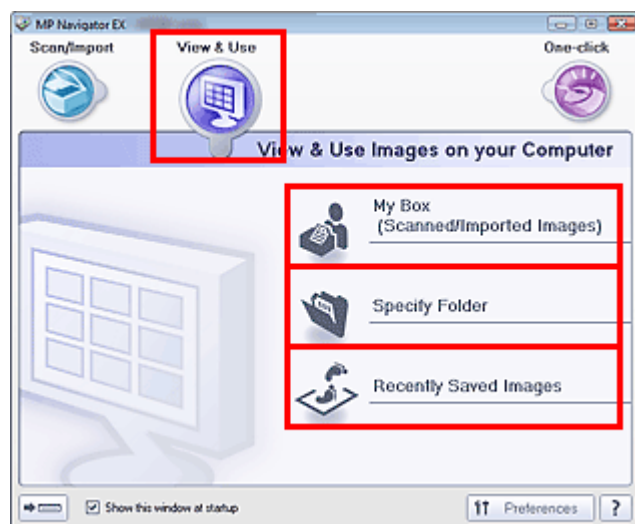 MP Navigator EX
Scan/Import
View & Use
One-click
View & Use Images on your Computer
My Box
(Scanned/Imported Images)
Specify Folder
Recently Saved Images
Show this window at startup
Preferences
?